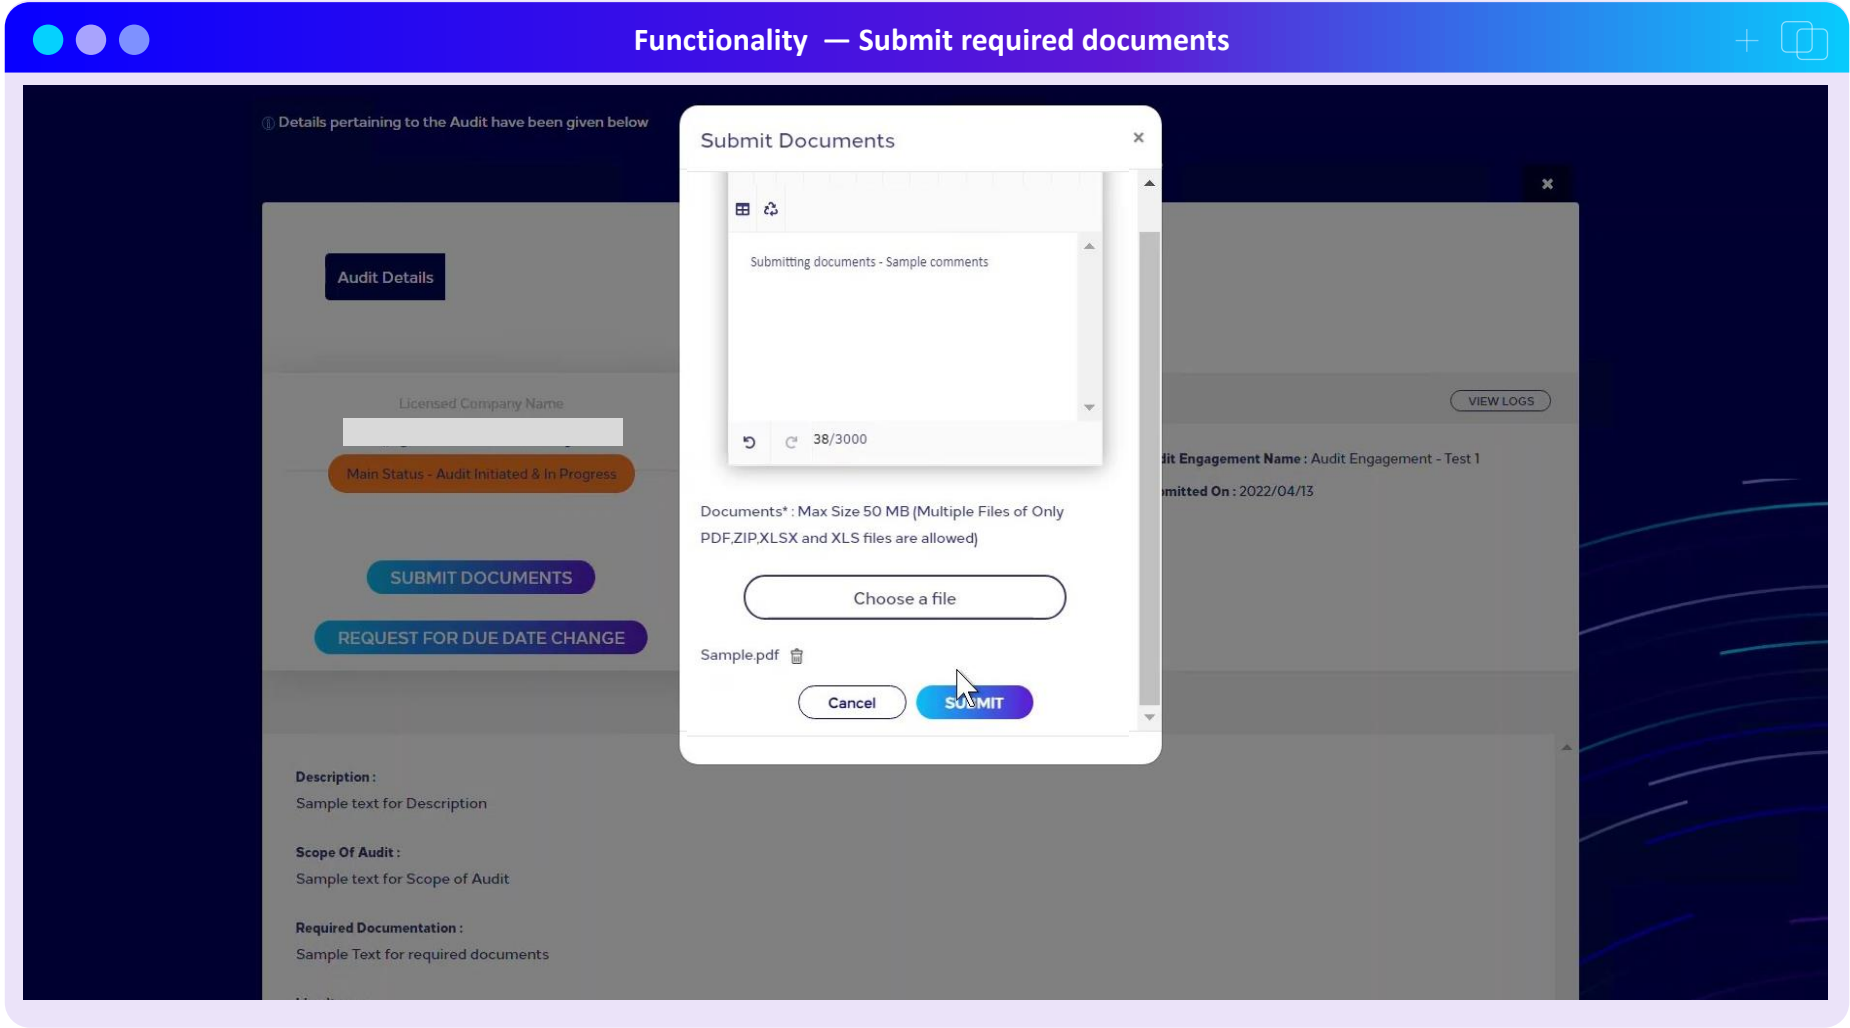 Functionality — Submit required documents
Details pertaining to the Audit have been given below
Submit Documents
×
Audit Details
Submitting documents - Sample comments
38/3000
Licensed Company Name
Main Status - Audit Initiated & In Progress
SUBMIT DOCUMENTS
REQUEST FOR DUE DATE CHANGE
VIEW LOGS
dit Engagement Name : Audit Engagement - Test 1
mitted On : 2022/04/13
Documents* : Max Size 50 MB (Multiple Files of Only
PDF,ZIP,XLSX and XLS files are allowed)
Choose a file
Sample.pdf
Cancel
SUBMIT
Description :
Sample text for Description
Scope Of Audit :
Sample text for Scope of Audit
Required Documentation :
Sample Text for required documents